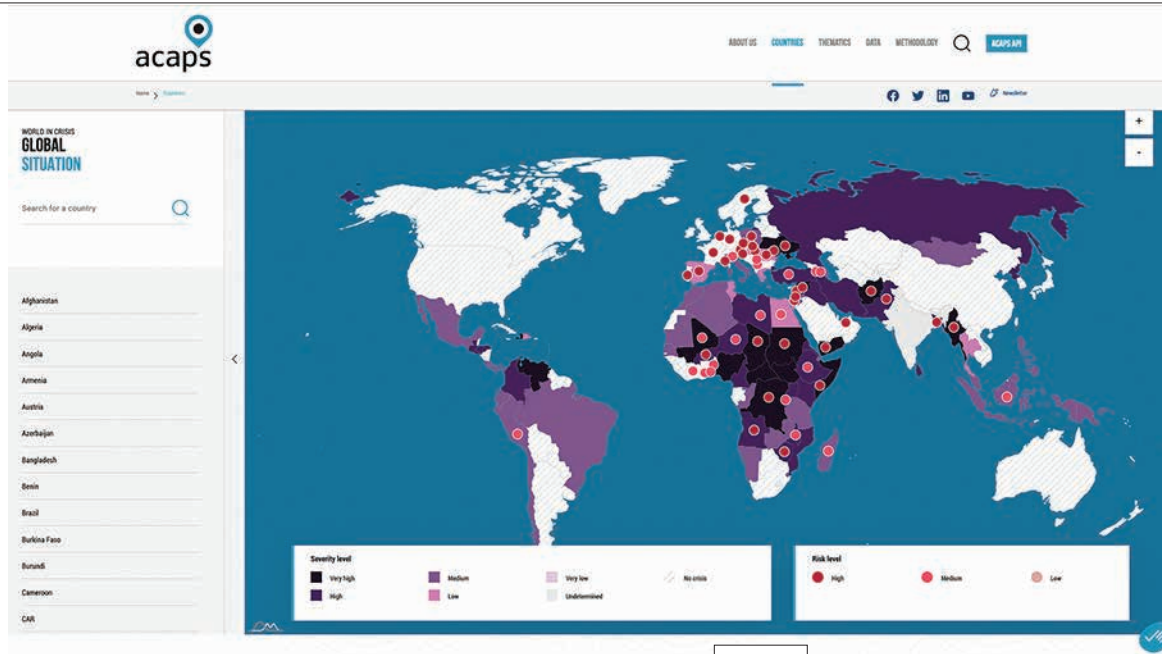 acaps
ABOUT US COUNTRIES THEMATICS DATA METHODOLOGY ACAPS API
Home Newsletter
WORLD IN CRISIS
GLOBAL
SITUATION
+
-
Search for a country
Afghanistan
Algeria
Angola
Armenia
Austria
Azerbaijan
Bangladesh
Benin
Brazil
Burkina Faso
Burundi
Cameroon
CAR
Severity level
Very high Medium Very low No crisis
High Low Undetermined
Risk level
High Medium Low